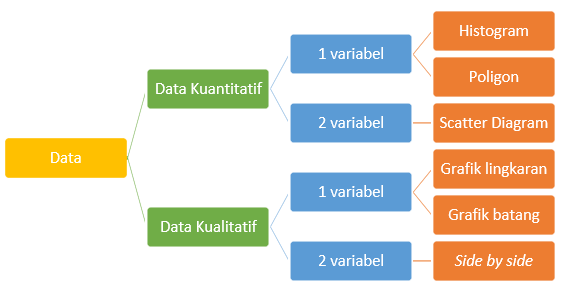 Data
Data Kuantitatif
1 variabel
Histogram
Poligon
2 variabel
Scatter Diagram
Data Kualitatif
1 variabel
Grafik lingkaran
Grafik batang
2 variabel
Side by side